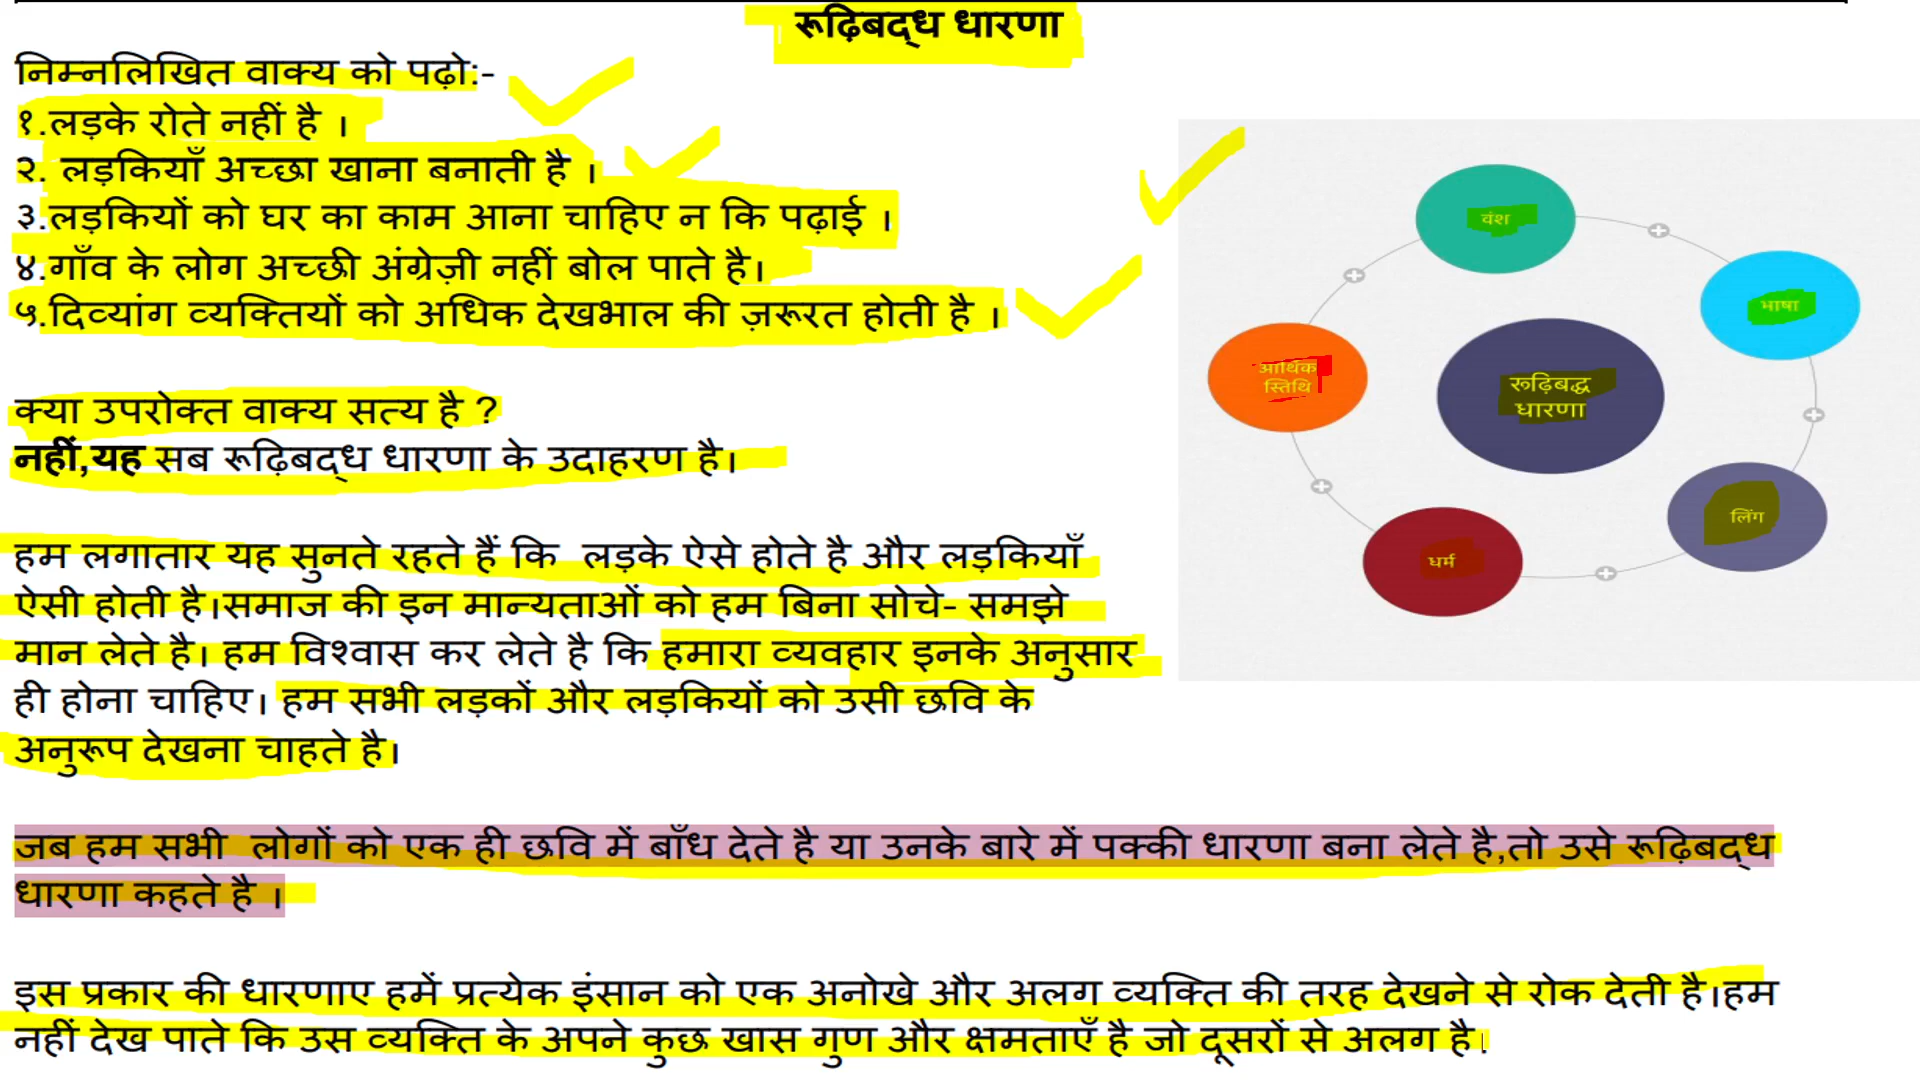 रूढ़िबद्ध धारणा
निम्नलिखित वाक्य को पढ़ो:-
१.लड़के रोते नहीं है ।
२. लड़कियाँ अच्छा खाना बनाती है ।
३.लड़कियों को घर का काम आना चाहिए न कि पढ़ाई ।
४.गाँव के लोग अच्छी अंग्रेज़ी नहीं बोल पाते है।
५.दिव्यांग व्यक्तियों को अधिक देखभाल की ज़रूरत होती है ।
क्या उपरोक्त वाक्य सत्य है ?
नहीं,यह सब रूढ़िबद्ध धारणा के उदाहरण है।
हम लगातार यह सुनते रहते हैं कि  लड़के ऐसे होते है और लड़कियाँ
ऐसी होती है।समाज की इन मान्यताओं को हम बिना सोचे- समझे
मान लेते है। हम विश्वास कर लेते है कि हमारा व्यवहार इनके अनुसार
ही होना चाहिए। हम सभी लड़कों और लड़कियों को उसी छवि के
अनुरूप देखना चाहते है।
जब हम सभी  लोगों को एक ही छवि में बाँध देते है या उनके बारे में पक्की धारणा बना लेते है,तो उसे रूढ़िबद्ध
धारणा कहते है ।
इस प्रकार की धारणाए हमें प्रत्येक इंसान को एक अनोखे और अलग व्यक्ति की तरह देखने से रोक देती है।हम
नहीं देख पाते कि उस व्यक्ति के अपने कुछ खास गुण और क्षमताएँ है जो दूसरों से अलग है।
वंश
भाषा
आर्थिक
स्तिथि
रूढ़िबद्ध
धारणा
लिंग
धर्म